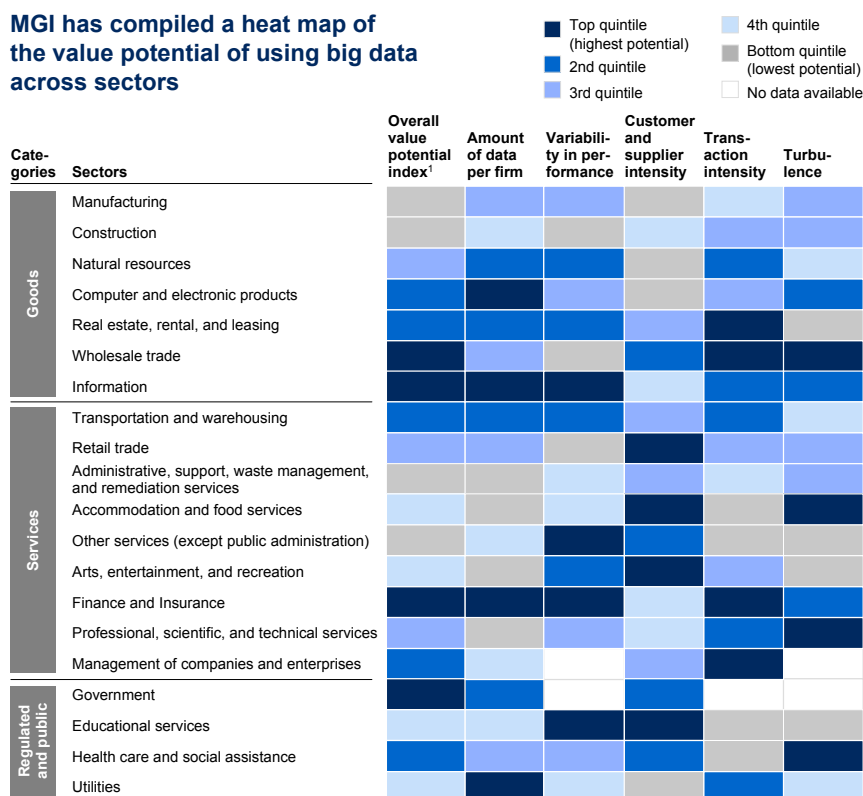 MGI has compiled a heat map of
the value potential of using big data
across sectors
Top quintile
(highest potential)
2nd quintile
3rd quintile
4th quintile
Bottom quintile
(lowest potential)
No data available
Cate-
gories
Sectors
Overall
value
potential
index1
Amount
of data
per firm
Variabili-
ty in per-
formance
Customer
and
supplier
intensity
Trans-
action
intensity
Turbu-
lence
Goods
Manufacturing
Construction
Natural resources
Computer and electronic products
Real estate, rental, and leasing
Wholesale trade
Information
Services
Transportation and warehousing
Retail trade
Administrative, support, waste management,
and remediation services
Accommodation and food services
Other services (except public administration)
Arts, entertainment, and recreation
Finance and Insurance
Professional, scientific, and technical services
Management of companies and enterprises
Regulated
and public
Government
Educational services
Health care and social assistance
Utilities